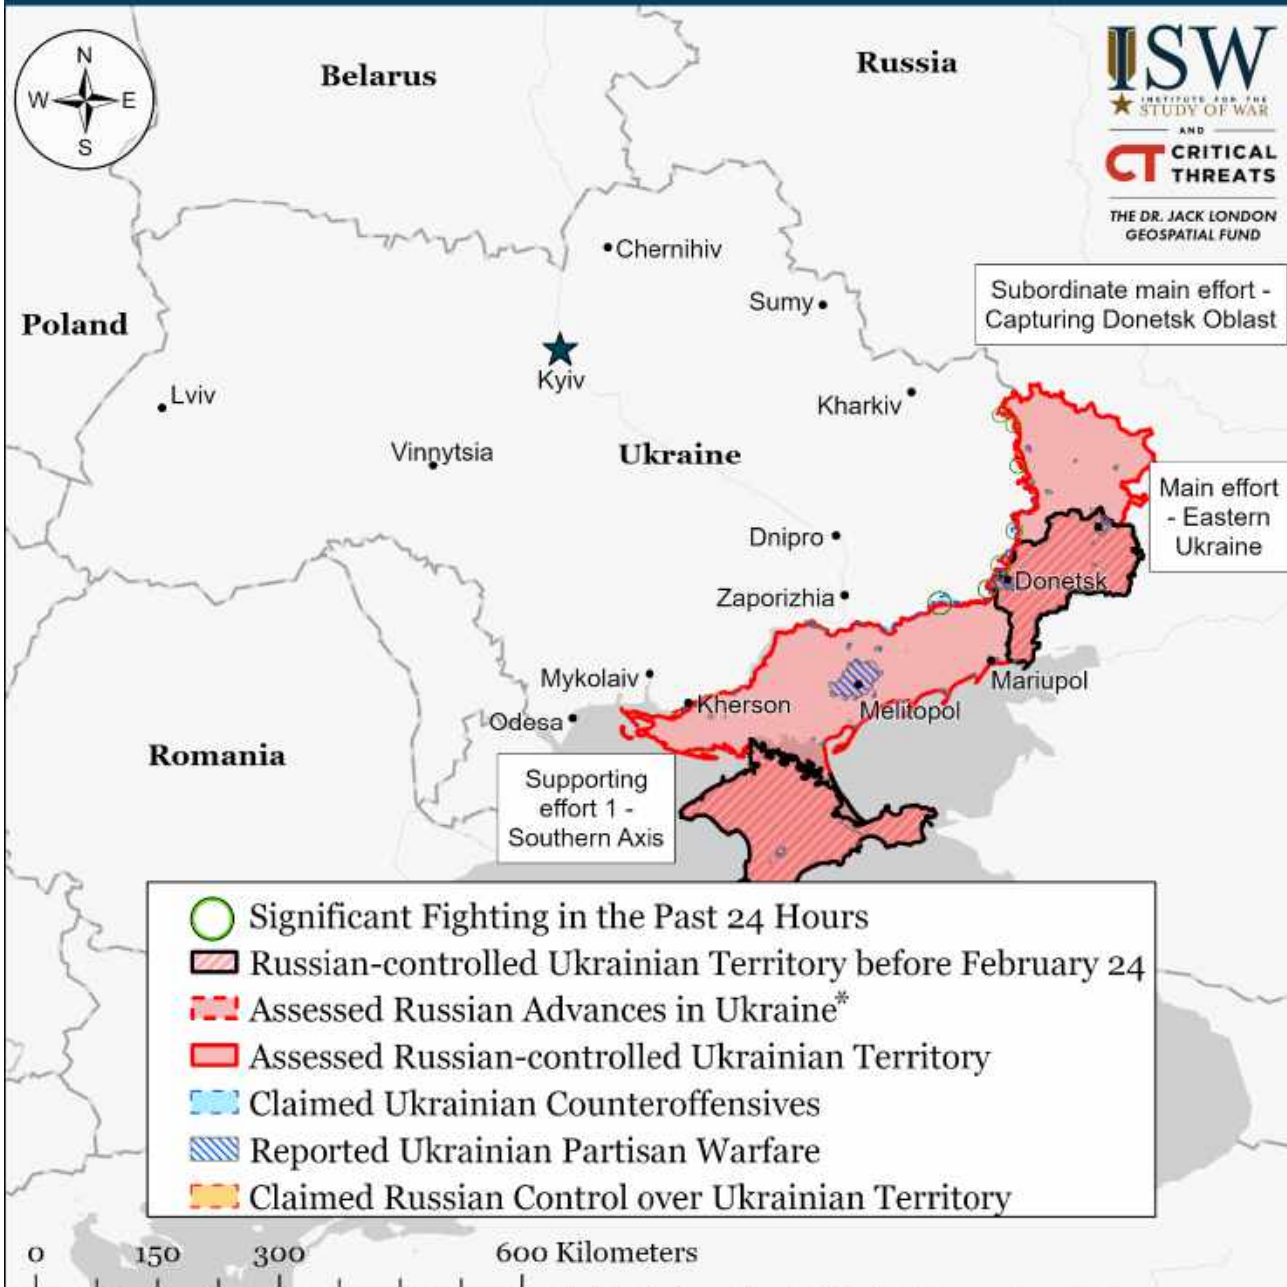 N
W
E
S
Belarus
Russia
ISW
INSTITUTE FOR THE
STUDY OF WAR
AND
CT CRITICAL
THREATS
THE DR. JACK LONDON
GEOSPATIAL FUND
Chernihiv
Sumy
Subordinate main effort -
Capturing Donetsk Oblast
Poland
Kyiv
Lviv
Kharkiv
Vinnytsia
Ukraine
Main effort
- Eastern
Ukraine
Dnipro
Donetsk
Zaporizhia
Mykolaiv
Mariupol
Kherson
Melitopol
Odesa
Romania
Supporting
effort 1 -
Southern Axis
Significant Fighting in the Past 24 Hours
Russian-controlled Ukrainian Territory before February 24
Assessed Russian Advances in Ukraine*
Assessed Russian-controlled Ukrainian Territory
Claimed Ukrainian Counteroffensives
Reported Ukrainian Partisan Warfare
Claimed Russian Control over Ukrainian Territory
0 150 300 600 Kilometers